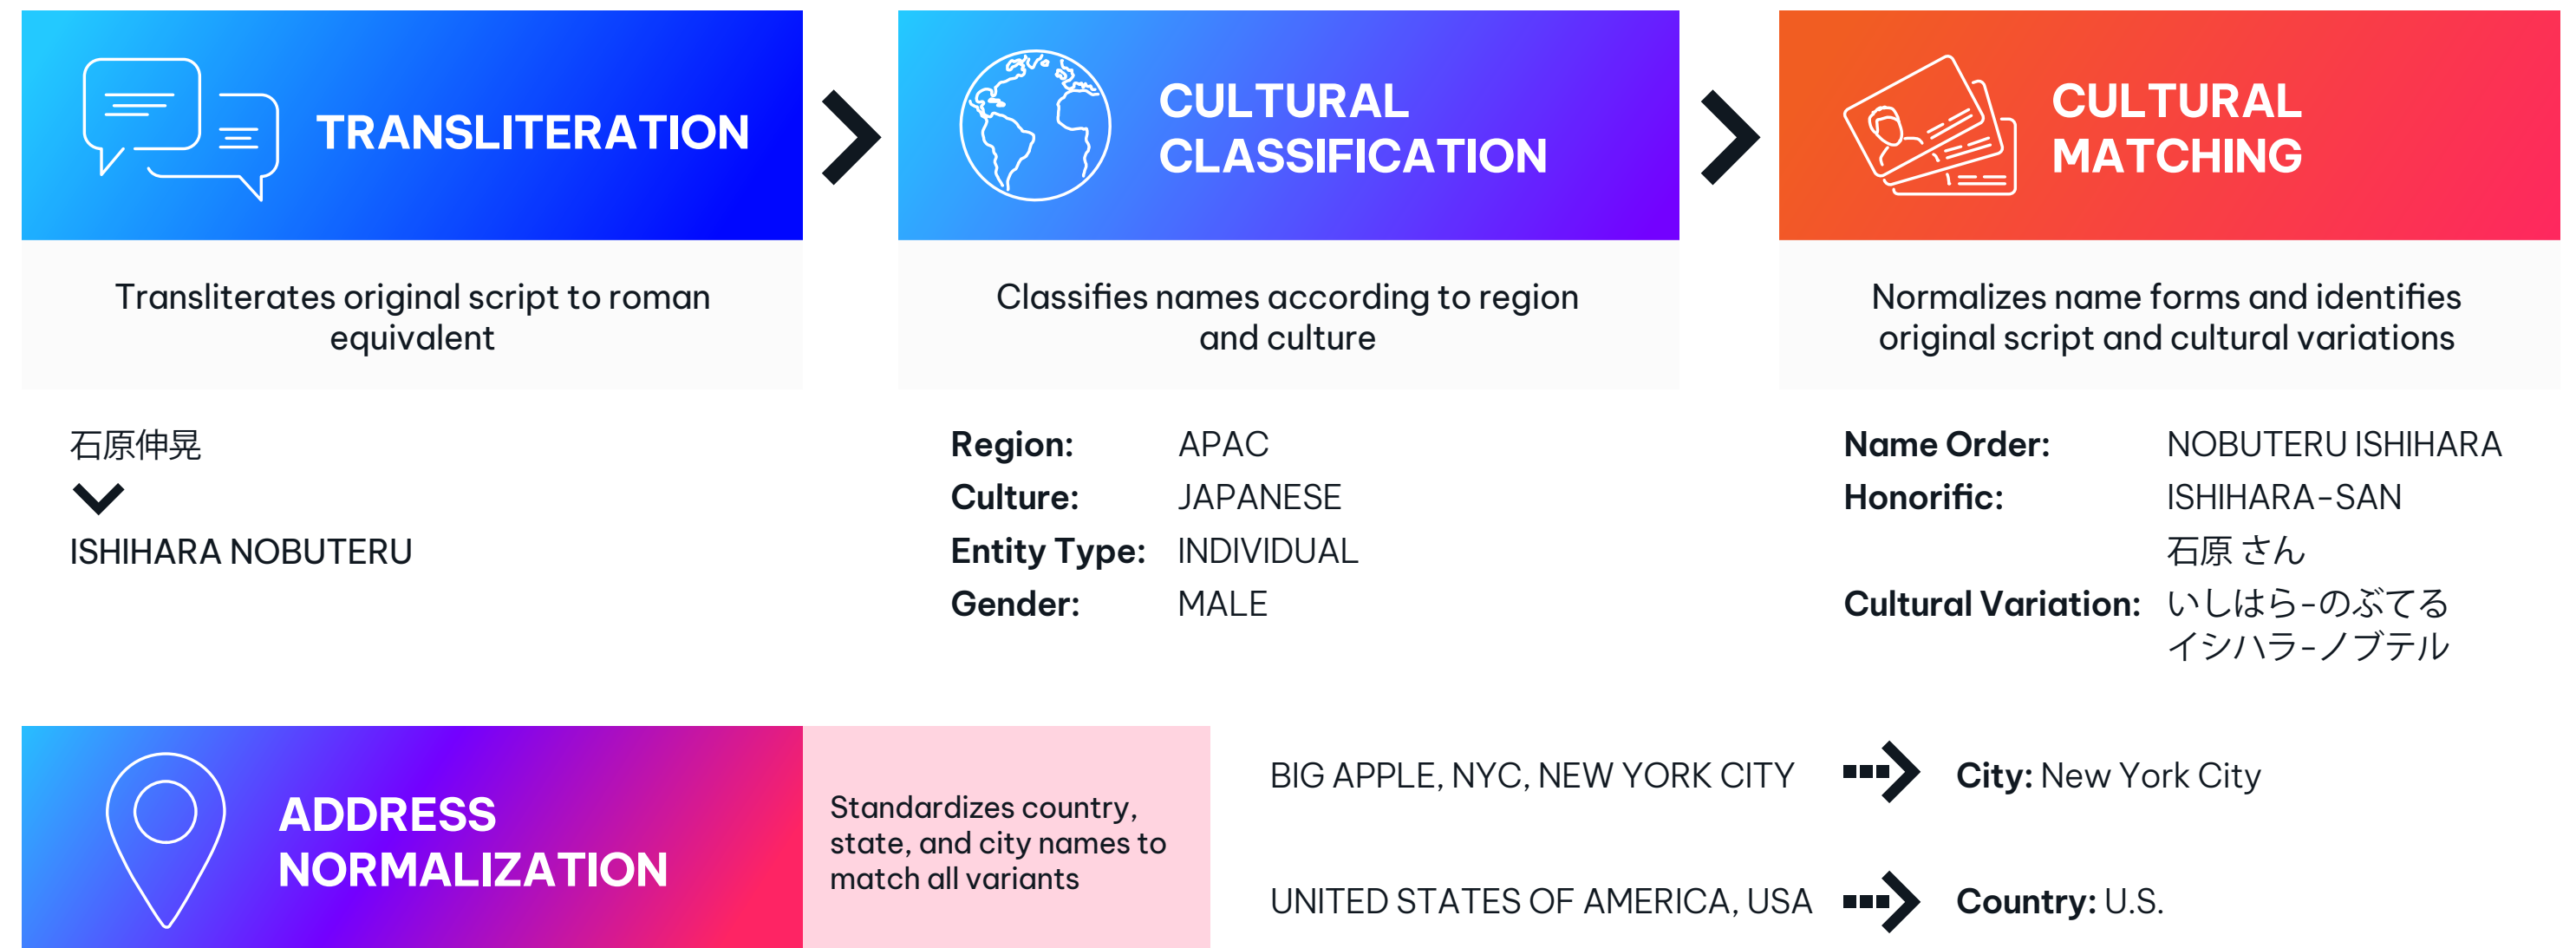 TRANSLITERATION
Transliterates original script to roman
equivalent
石原伸晃
ISHIHARA NOBUTERU
CULTURAL
CLASSIFICATION
Classifies names according to region
and culture
Region: APAC
Culture: JAPANESE
Entity Type: INDIVIDUAL
Gender: MALE
CULTURAL
MATCHING
Normalizes name forms and identifies
original script and cultural variations
Name Order: NOBUTERU ISHIHARA
Honorific: ISHIHARA-SAN
石原 さん
Cultural Variation: いしはら-のぶてる
イシハラ-ノブテル
ADDRESS
NORMALIZATION
Standardizes country,
state, and city names to
match all variants
BIG APPLE, NYC, NEW YORK CITY
City: New York City
UNITED STATES OF AMERICA, USA
Country: U.S.